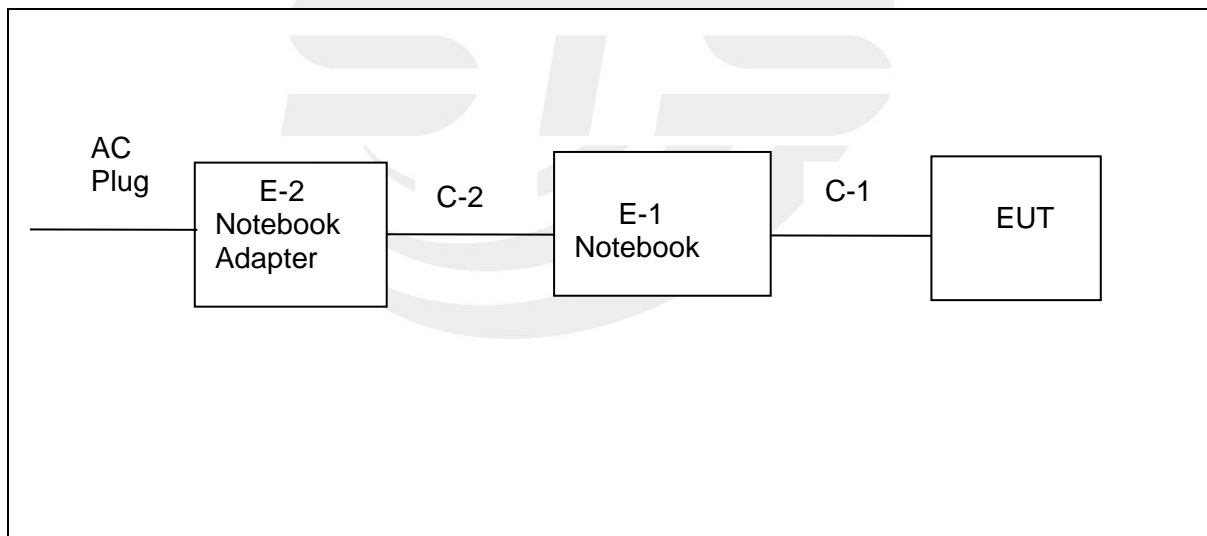 AC
Plug
E-2
Notebook
Adapter
C-2
E-1
Notebook
C-1
EUT